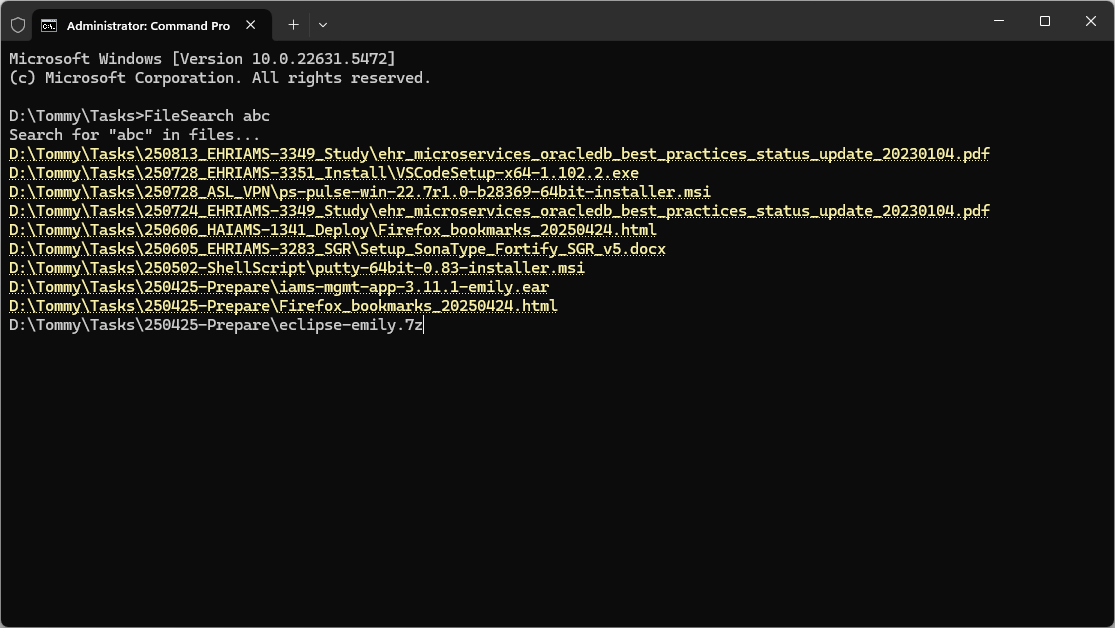 Administrator: Command Pro
Microsoft Windows [Version 10.0.22631.5472]
(c) Microsoft Corporation. All rights reserved.
D:\Tommy\Tasks>FileSearch abc
Search for "abc" in files...
D:\Tommy\Tasks\250813_EHRIAMS-3349_Study\ehr_microservices_oracledb_best_practices_status_update_20230104.pdf
D:\Tommy\Tasks\250728_EHRIAMS-3351_Install\VSCodeSetup-x64-1.102.2.exe
D:\Tommy\Tasks\250728_ASL_VPN\ps-pulse-win-22.7r1.0-b28369-64bit-installer.msi
D:\Tommy\Tasks\250724_EHRIAMS-3349_Study\ehr_microservices_oracledb_best_practices_status_update_20230104.pdf
D:\Tommy\Tasks\250606_HAIAMS-1341_Deploy\Firefox_bookmarks_20250424.html
D:\Tommy\Tasks\250605_EHRIAMS-3283_SGR\Setup_SonaType_Fortify_SGR_v5.docx
D:\Tommy\Tasks\250502-ShellScript\putty-64bit-0.83-installer.msi
D:\Tommy\Tasks\250425-Prepare\iams-mgmt-app-3.11.1-emily.ear
D:\Tommy\Tasks\250425-Prepare\Firefox_bookmarks_20250424.html
D:\Tommy\Tasks\250425-Prepare\eclipse-emily.7z